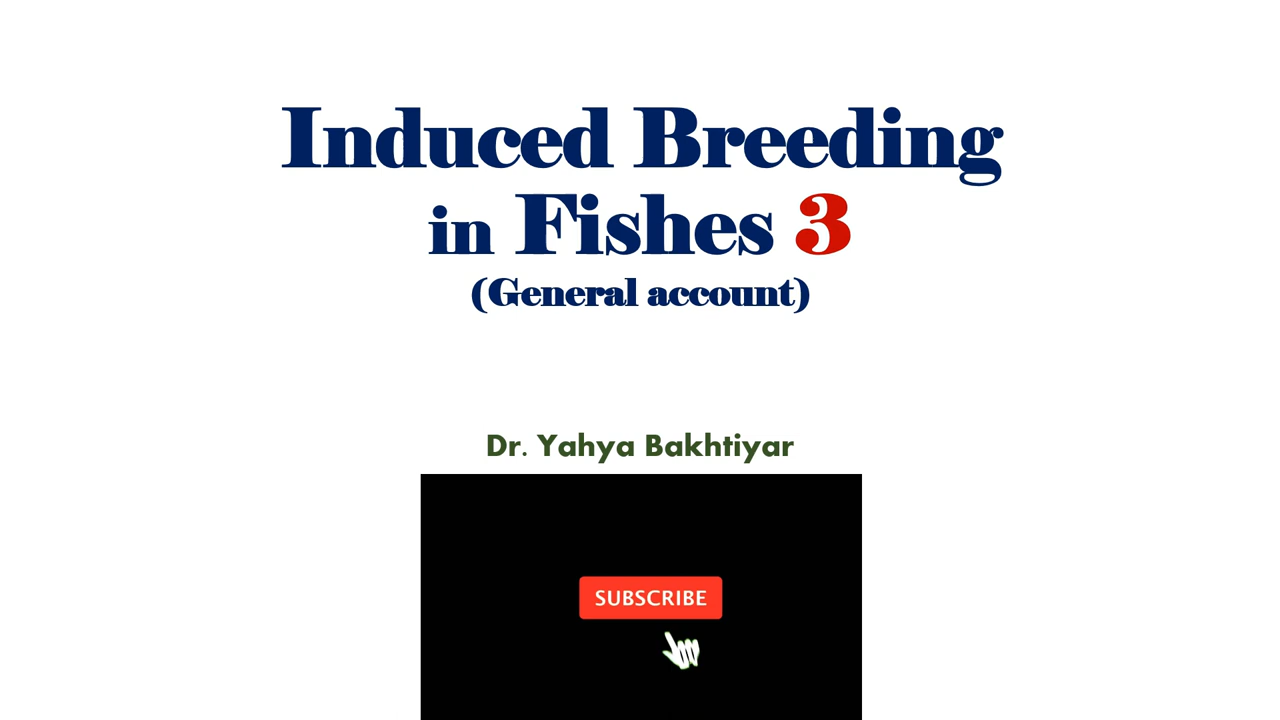 Induced Breeding
in Fishes 3
(General account)
Dr. Yahya Bakhtiyar
SUBSCRIBE